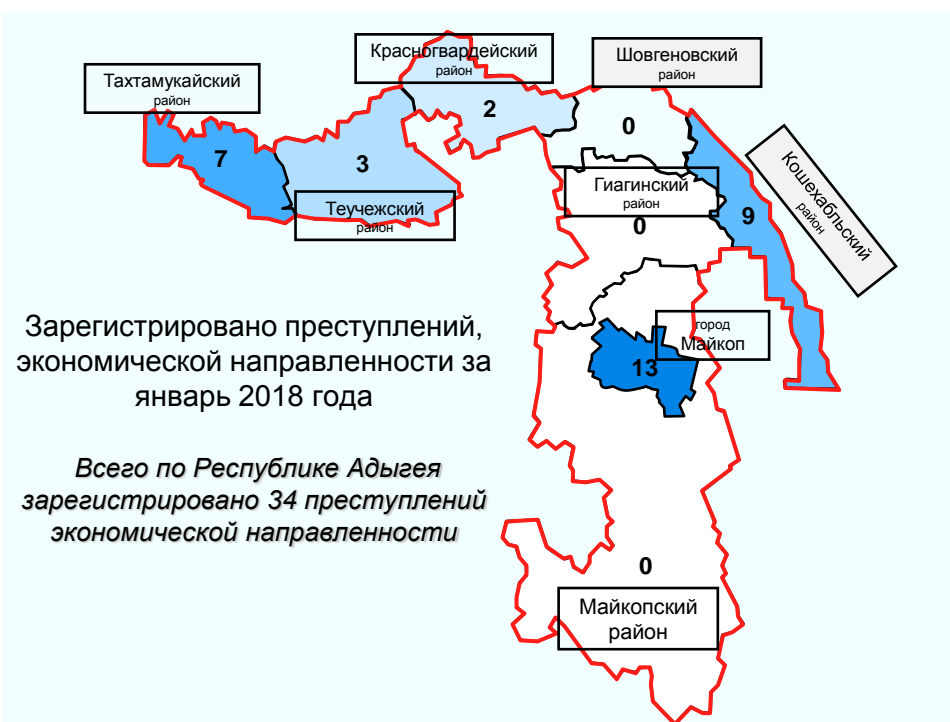 Красногвардейский
район
Шовгеновский
район
Тахтамукайский
район
2
0
7
3
Кошехабльский
район
Гиагинский
район
Теучежский
район
9
0
Зарегистрировано преступлений,
экономической направленности за
январь 2018 года
город
Майкоп
13
Всего по Республике Адыгея
зарегистрировано 34 преступлений
экономической направленности
0
Майкопский
район